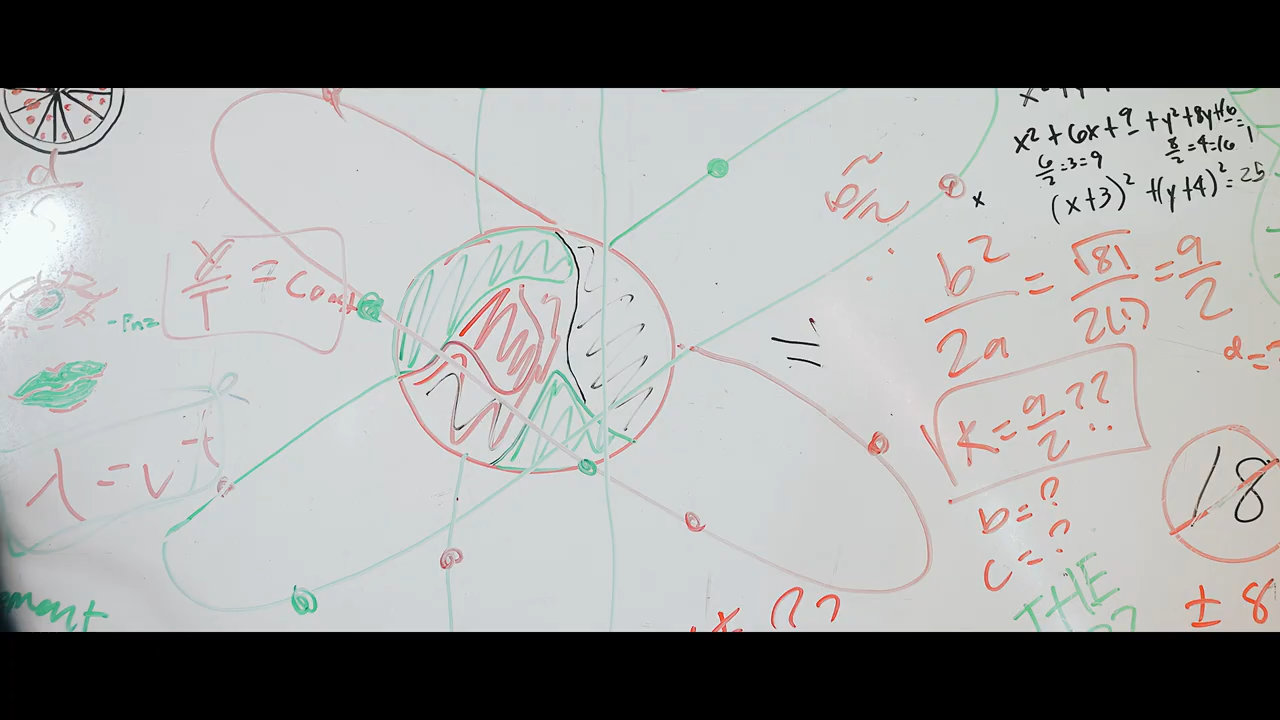 x² + 6x + 9 + y² + 8y + 16 = 1
6/2 = 3 = 9
8/2 = 4 = 16
(x + 3)² + (y + 4)² = 25
x
d
b²/2a = √81/2(1) = 9/2
V/T = Const
d = ?
K = 9/2 ??
λ = v⁻ᵗ
18
b = ?
c = ?
THE
± 8
ement